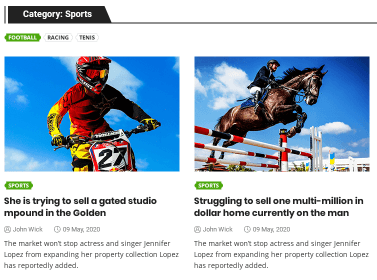 Category: Sports
FOOTBALL RACING TENIS
27
SPORTS
She is trying to sell a gated studio
mpound in the Golden
John Wick 09 May, 2020
The market won't stop actress and singer Jennifer
Lopez from expanding her property collection Lopez
has reportedly added.
SPORTS
Struggling to sell one multi-million in
dollar home currently on the man
John Wick 09 May, 2020
The market won't stop actress and singer Jennifer
Lopez from expanding her property collection Lopez
has reportedly added.